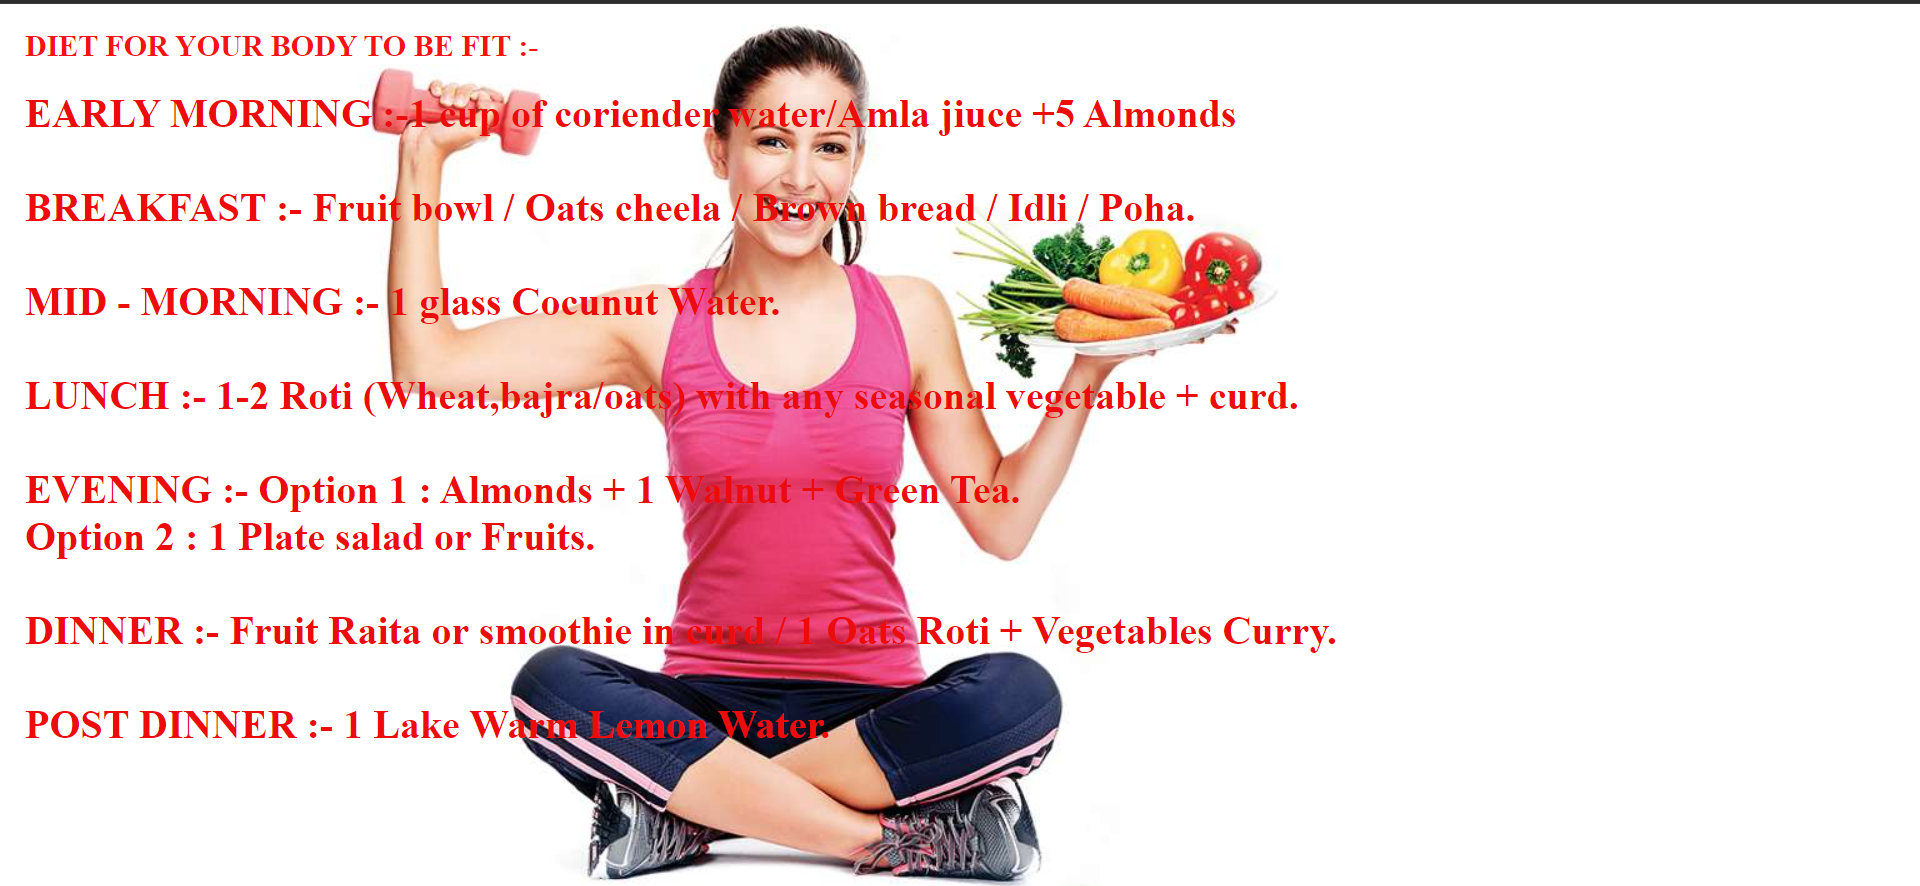 DIET FOR YOUR BODY TO BE FIT :-
EARLY MORNING :-1 cup of coriender water/Amla jiuce +5 Almonds
BREAKFAST :- Fruit bowl / Oats cheela / Brown bread / Idli / Poha.
MID - MORNING :- 1 glass Cocunut Water.
LUNCH :- 1-2 Roti (Wheat,bajra/oats) with any seasonal vegetable + curd.
EVENING :- Option 1 : Almonds + 1 Walnut + Green Tea.
Option 2 : 1 Plate salad or Fruits.
DINNER :- Fruit Raita or smoothie in curd / 1 Oats Roti + Vegetables Curry.
POST DINNER :- 1 Lake Warm Lemon Water.